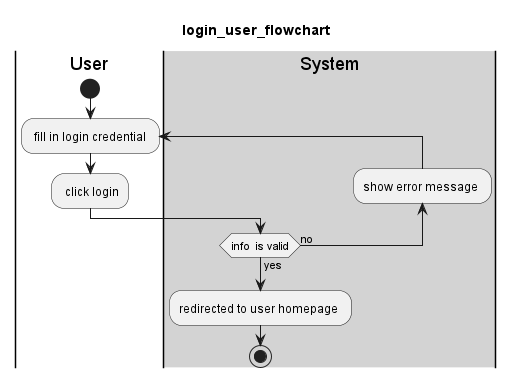 login_user_flowchart
User
System
fill in login credential
click login
show error message
info  is valid
no
yes
redirected to user homepage